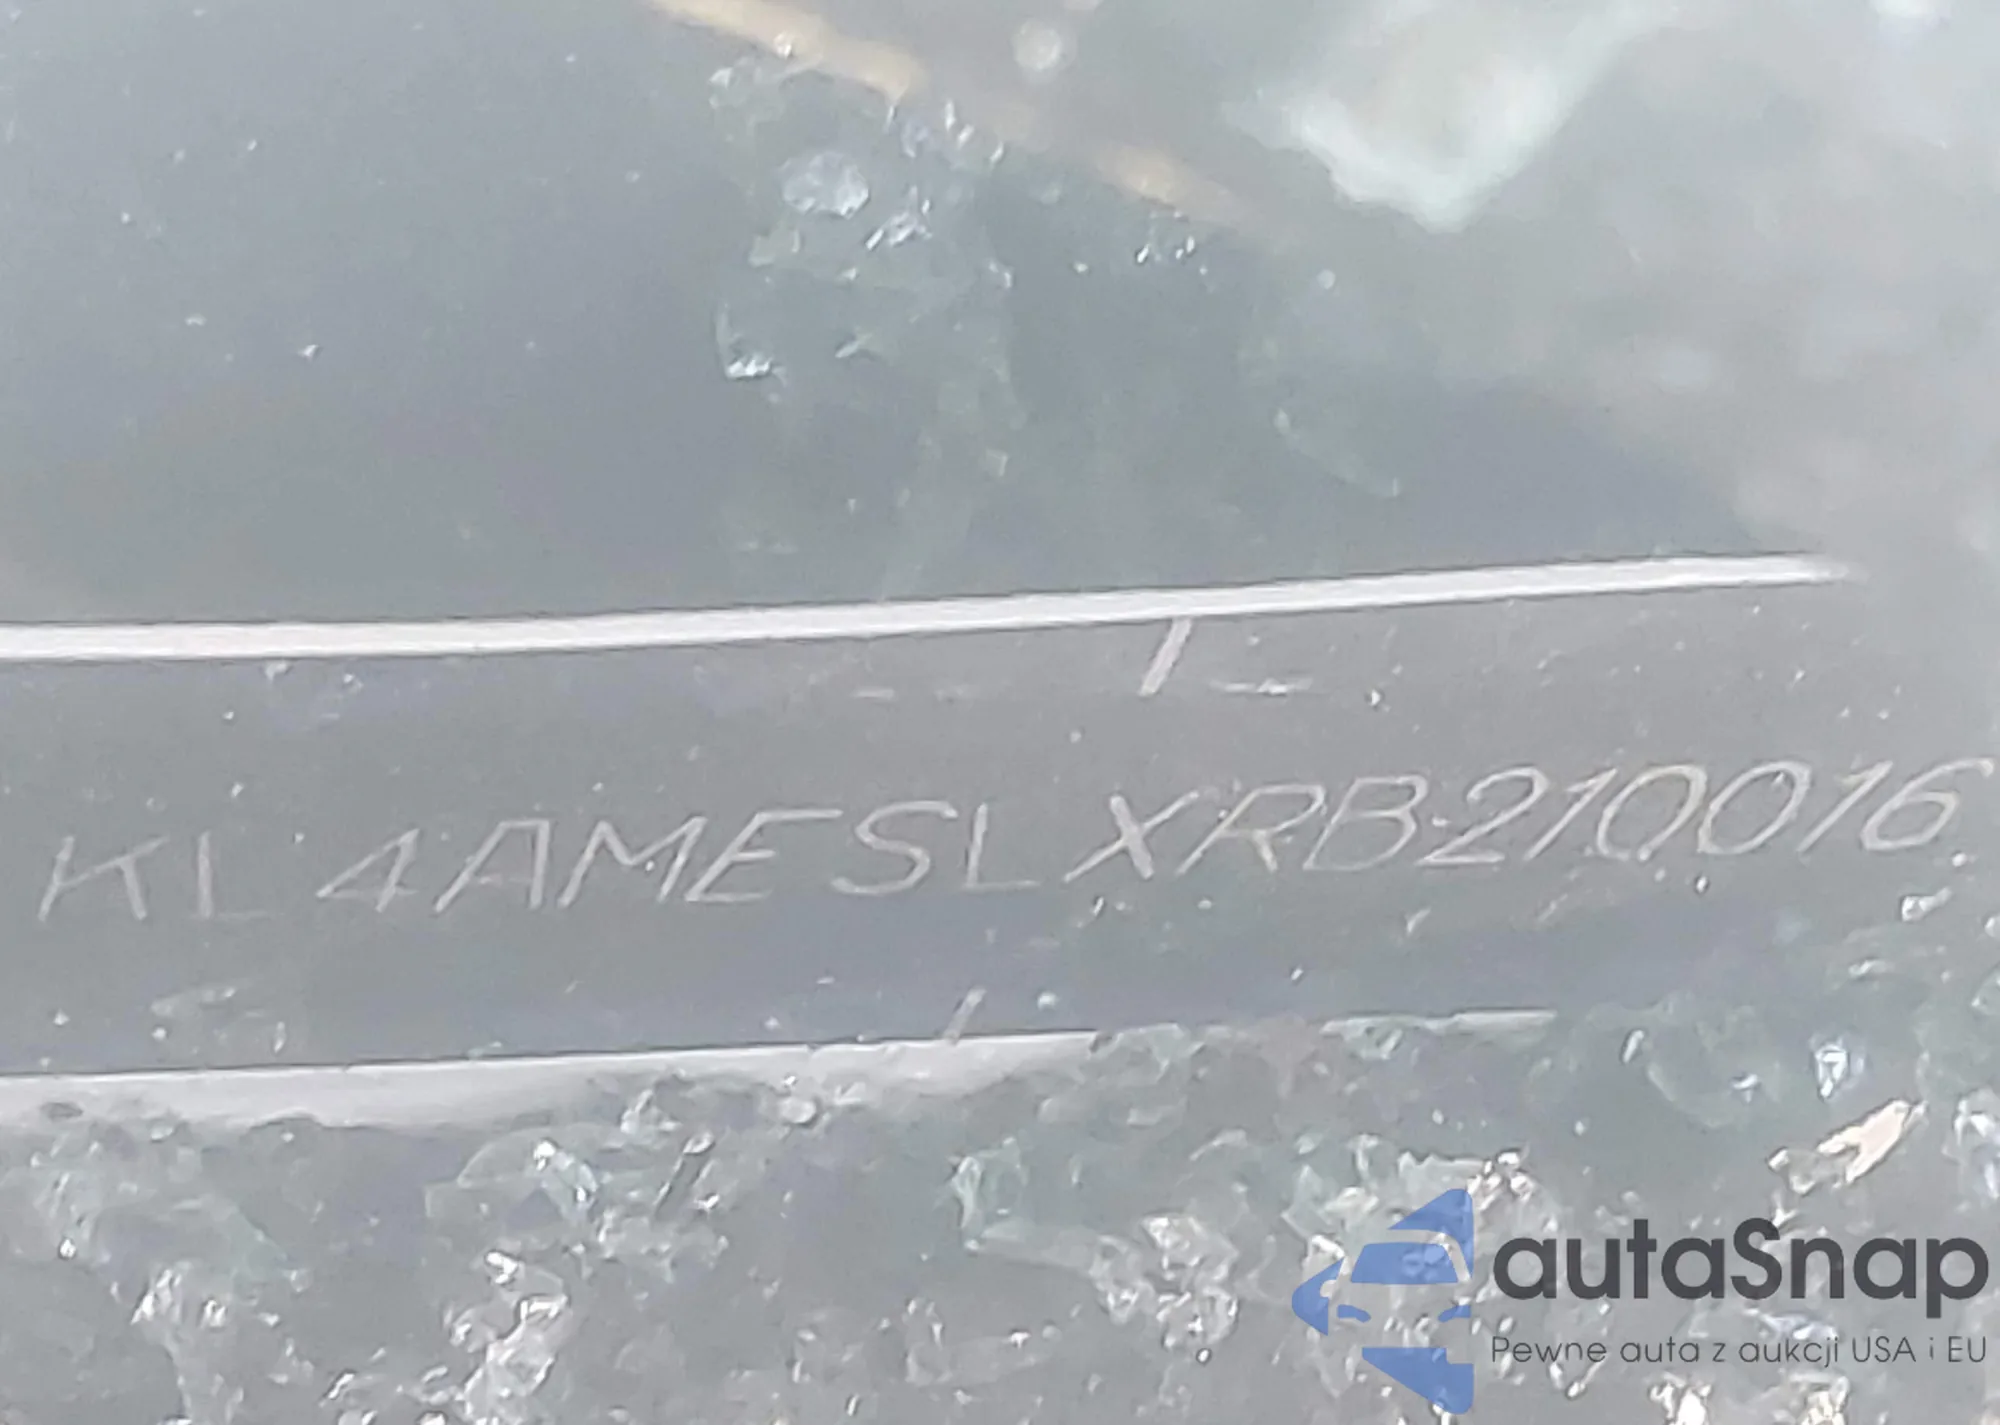 KL4AMESLXRB210016
autaSnap
Pewne auta z aukcji USA i EU